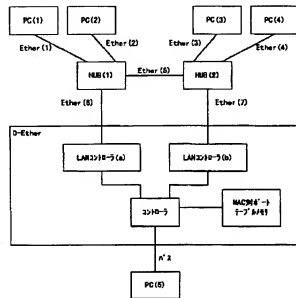 PC(1)
PC(2)
PC(3)
PC(4)
Ether(1)
Ether(2)
Ether(3)
Ether(4)
HUB(1)
Ether(5)
HUB(2)
Ether(6)
Ether(7)
D-Ether
LANコントローラ(a)
LANコントローラ(b)
コントローラ
MAC対ポート
テーブルメモリ
バス
PC(5)